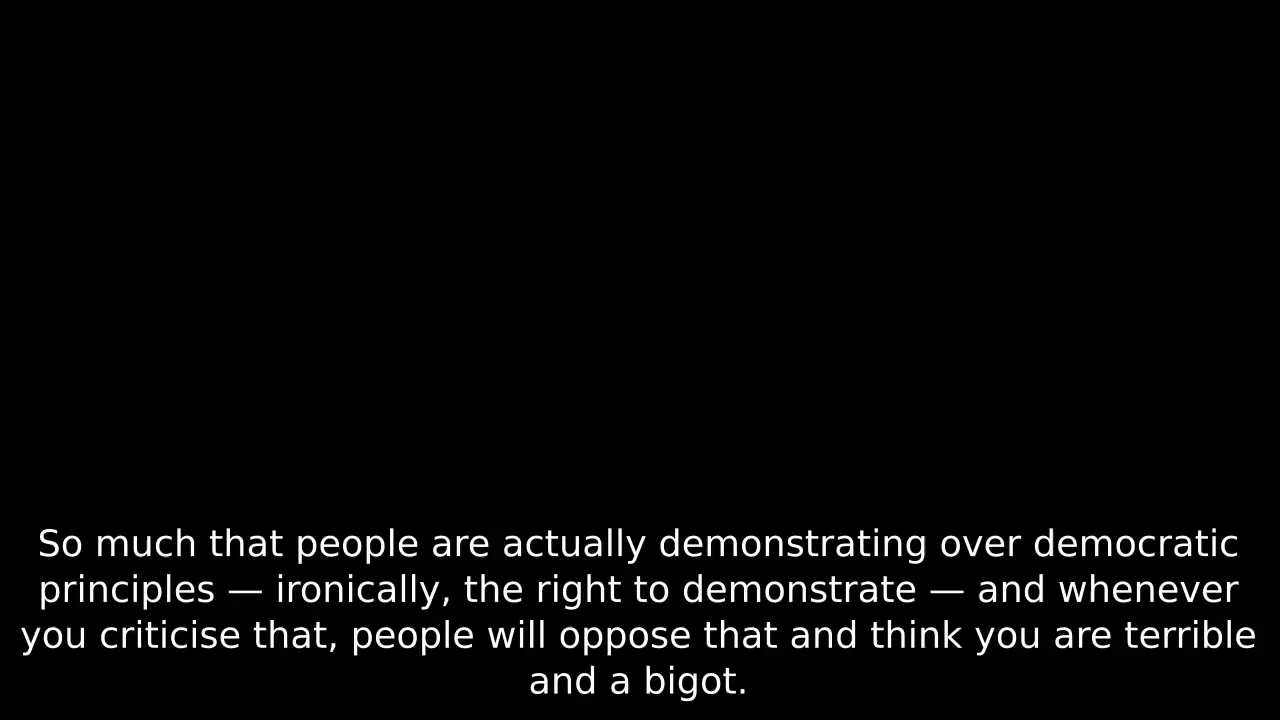 So much that people are actually demonstrating over democratic
principles — ironically, the right to demonstrate — and whenever
you criticise that, people will oppose that and think you are terrible
and a bigot.